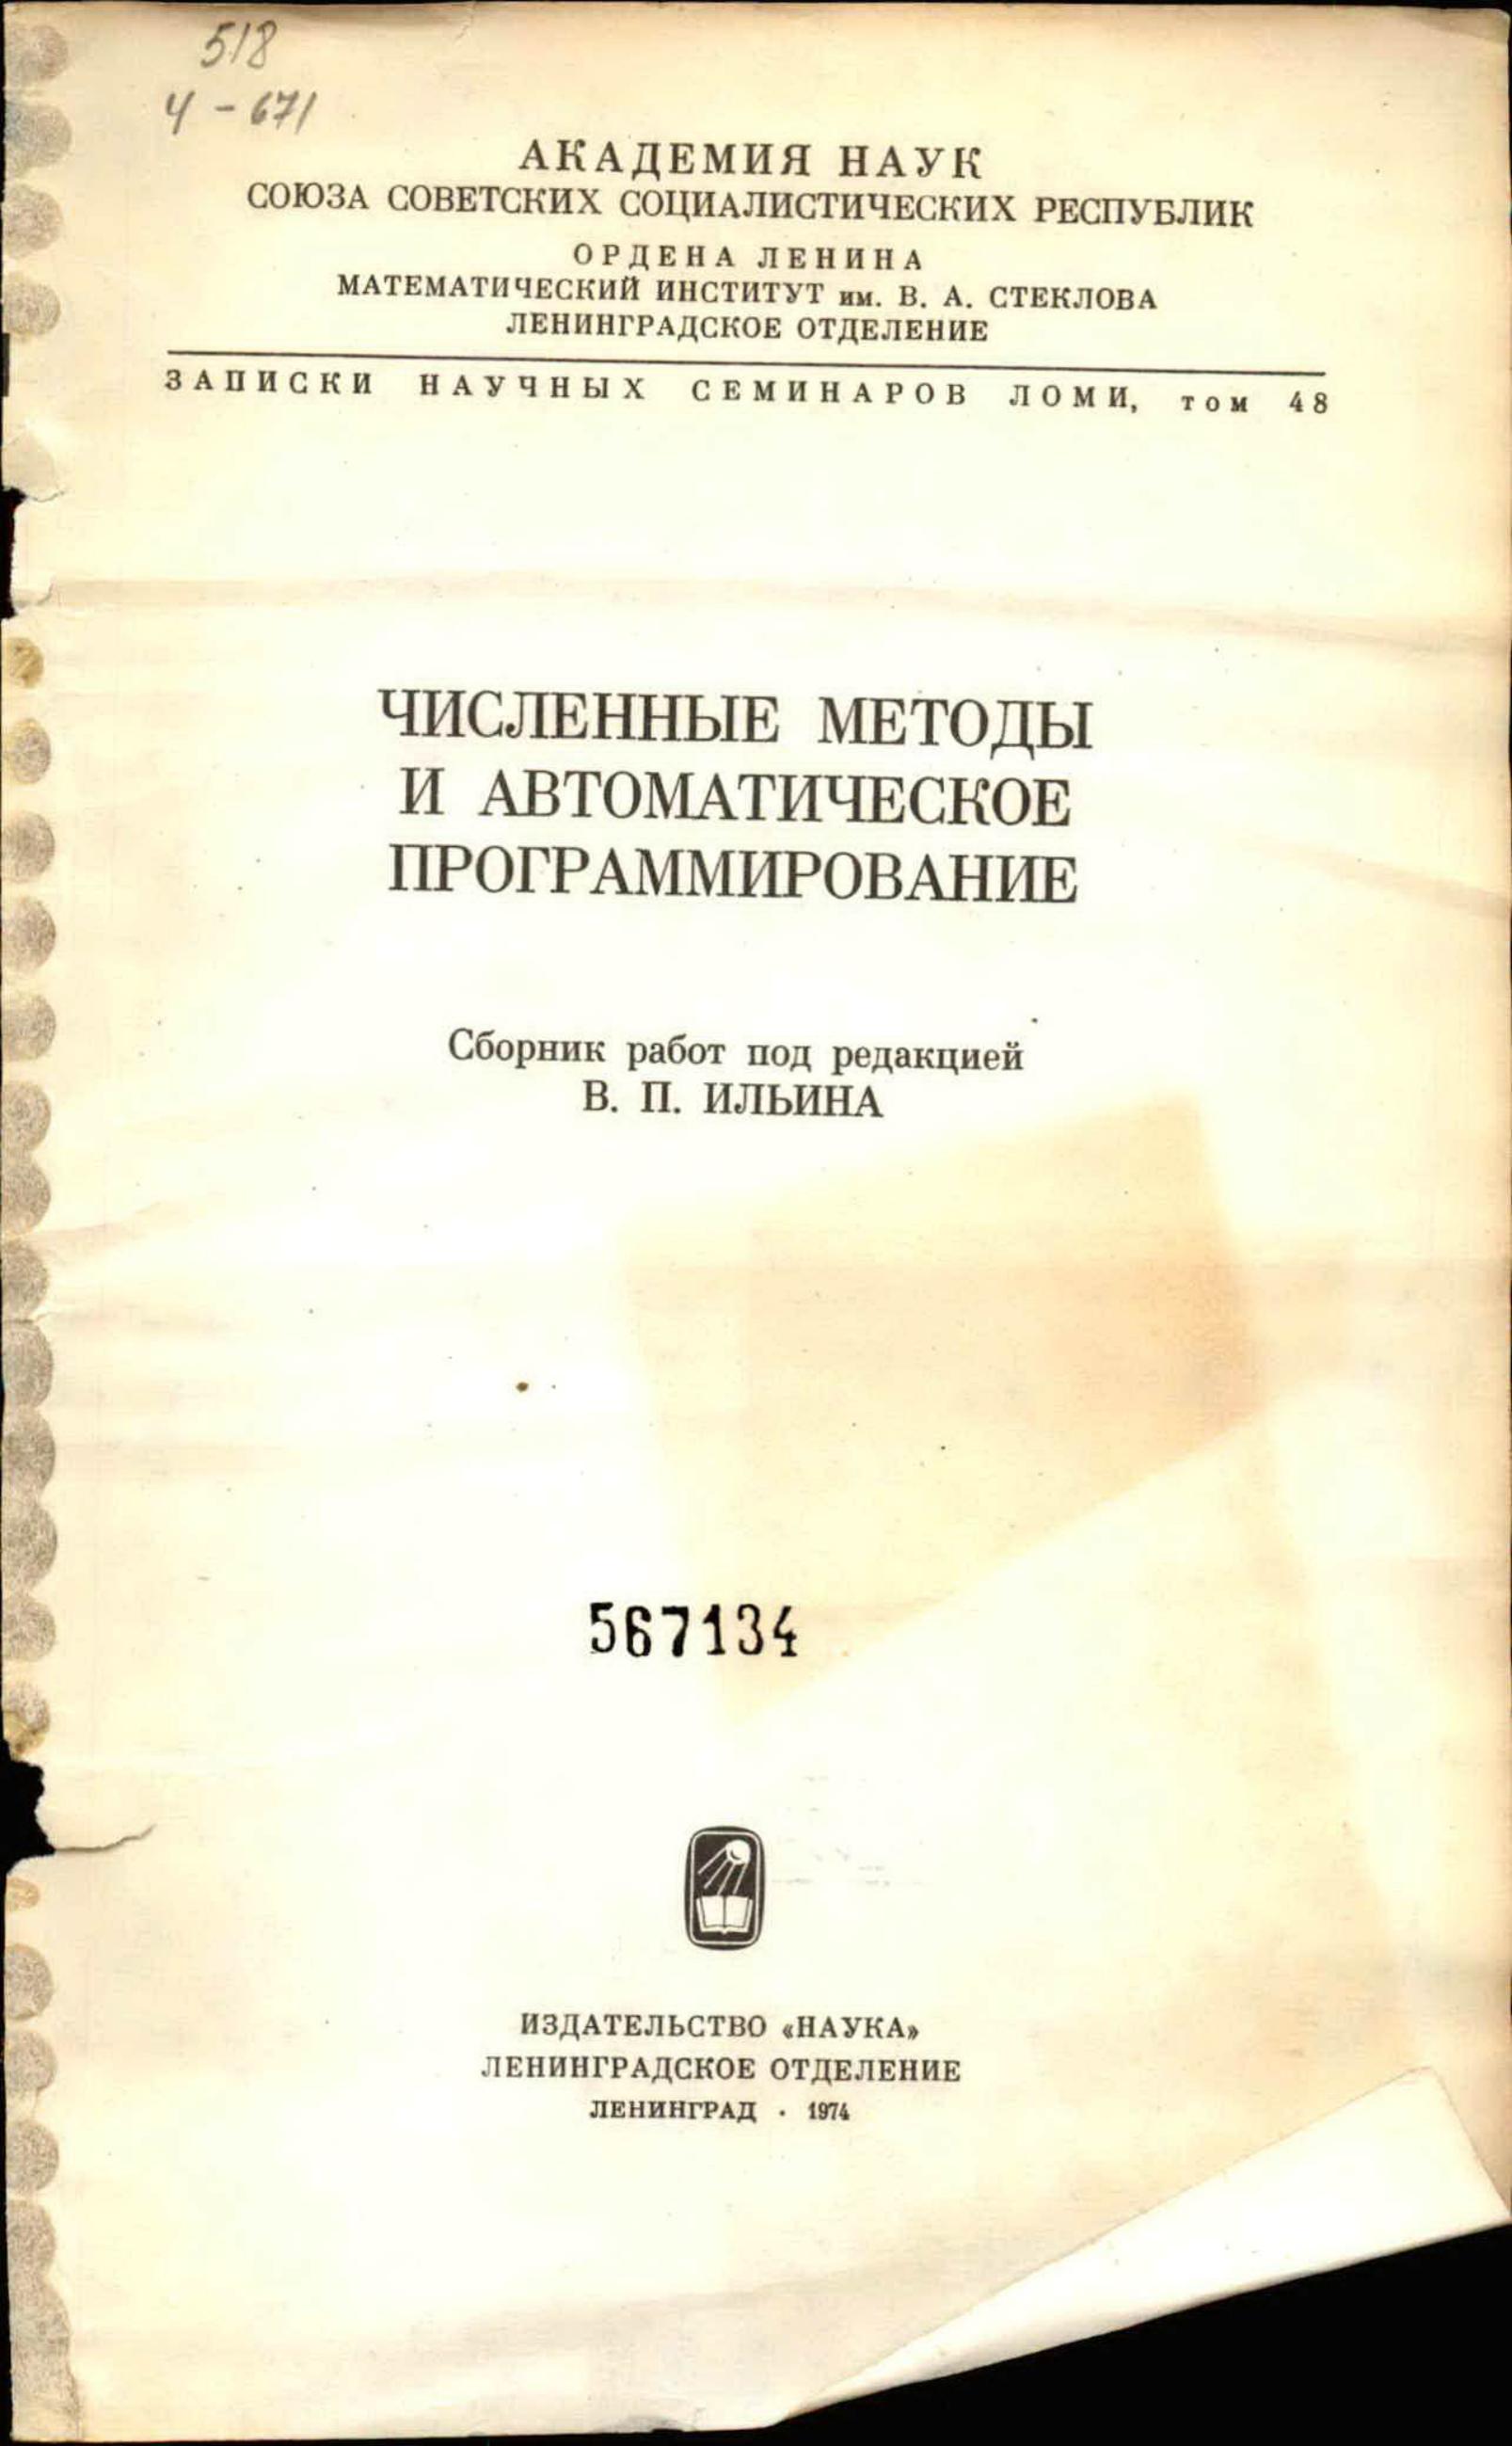 518
Ч - 671
АКАДЕМИЯ НАУК
СОЮЗА СОВЕТСКИХ СОЦИАЛИСТИЧЕСКИХ РЕСПУБЛИК
ОРДЕНА ЛЕНИНА
МАТЕМАТИЧЕСКИЙ ИНСТИТУТ им. В. А. СТЕКЛОВА
ЛЕНИНГРАДСКОЕ ОТДЕЛЕНИЕ
ЗАПИСКИ НАУЧНЫХ СЕМИНАРОВ ЛОМИ, том 48
ЧИСЛЕННЫЕ МЕТОДЫ
И АВТОМАТИЧЕСКОЕ
ПРОГРАММИРОВАНИЕ
Сборник работ под редакцией
В. П. ИЛЬИНА
567134
ИЗДАТЕЛЬСТВО «НАУКА»
ЛЕНИНГРАДСКОЕ ОТДЕЛЕНИЕ
ЛЕНИНГРАД · 1974